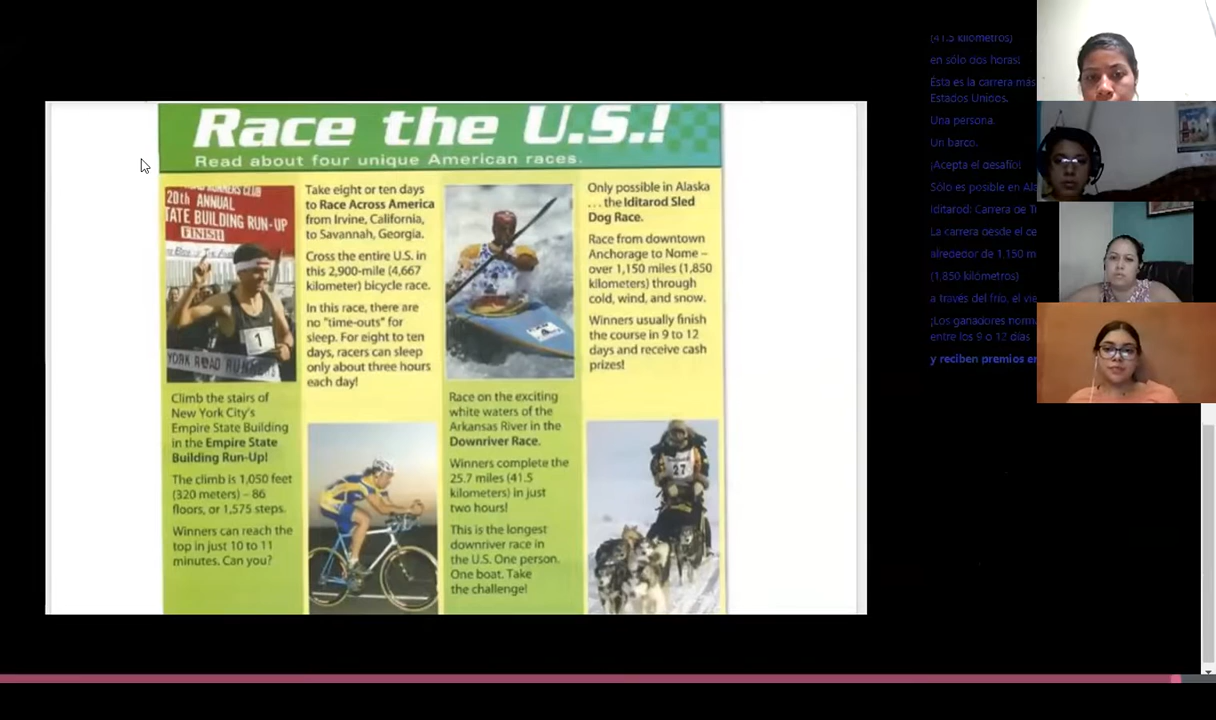 Race the U.S.!
Read about four unique American races.
20th ANNUAL
TATE BUILDING RUN-UP
FINISH
1
YORK ROAD RUNN
Climb the stairs of
New York City's
Empire State Building
in the Empire State
Building Run-Up!
The climb is 1,050 feet
(320 meters) – 86
floors, or 1,575 steps.
Winners can reach the
top in just 10 to 11
minutes. Can you?
Take eight or ten days
to Race Across America
from Irvine, California,
to Savannah, Georgia.
Cross the entire U.S. in
this 2,900-mile (4,667
kilometer) bicycle race.
In this race, there are
no "time-outs" for
sleep. For eight to ten
days, racers can sleep
only about three hours
each day!
Race on the exciting
white waters of the
Arkansas River in the
Downriver Race.
Winners complete the
25.7 miles (41.5
kilometers) in just
two hours!
This is the longest
downriver race in
the U.S. One person.
One boat. Take
the challenge!
Only possible in Alaska
. . . the Iditarod Sled
Dog Race.
Race from downtown
Anchorage to Nome –
over 1,150 miles (1,850
kilometers) through
cold, wind, and snow.
Winners usually finish
the course in 9 to 12
days and receive cash
prizes!
27
(41.5 kilómetros)
en sólo dos horas!
Ésta es la carrera más
Estados Unidos.
Una persona.
Un barco.
¡Acepta el desafío!
Sólo es posible en Ala
Iditarod: Carrera de
La carrera desde el ce
alrededor de 1.150 m
(1,850 kilómetros)
a través del frío, el vie
¡Los ganadores norm
entre los 9 o 12 días
y reciben premios e